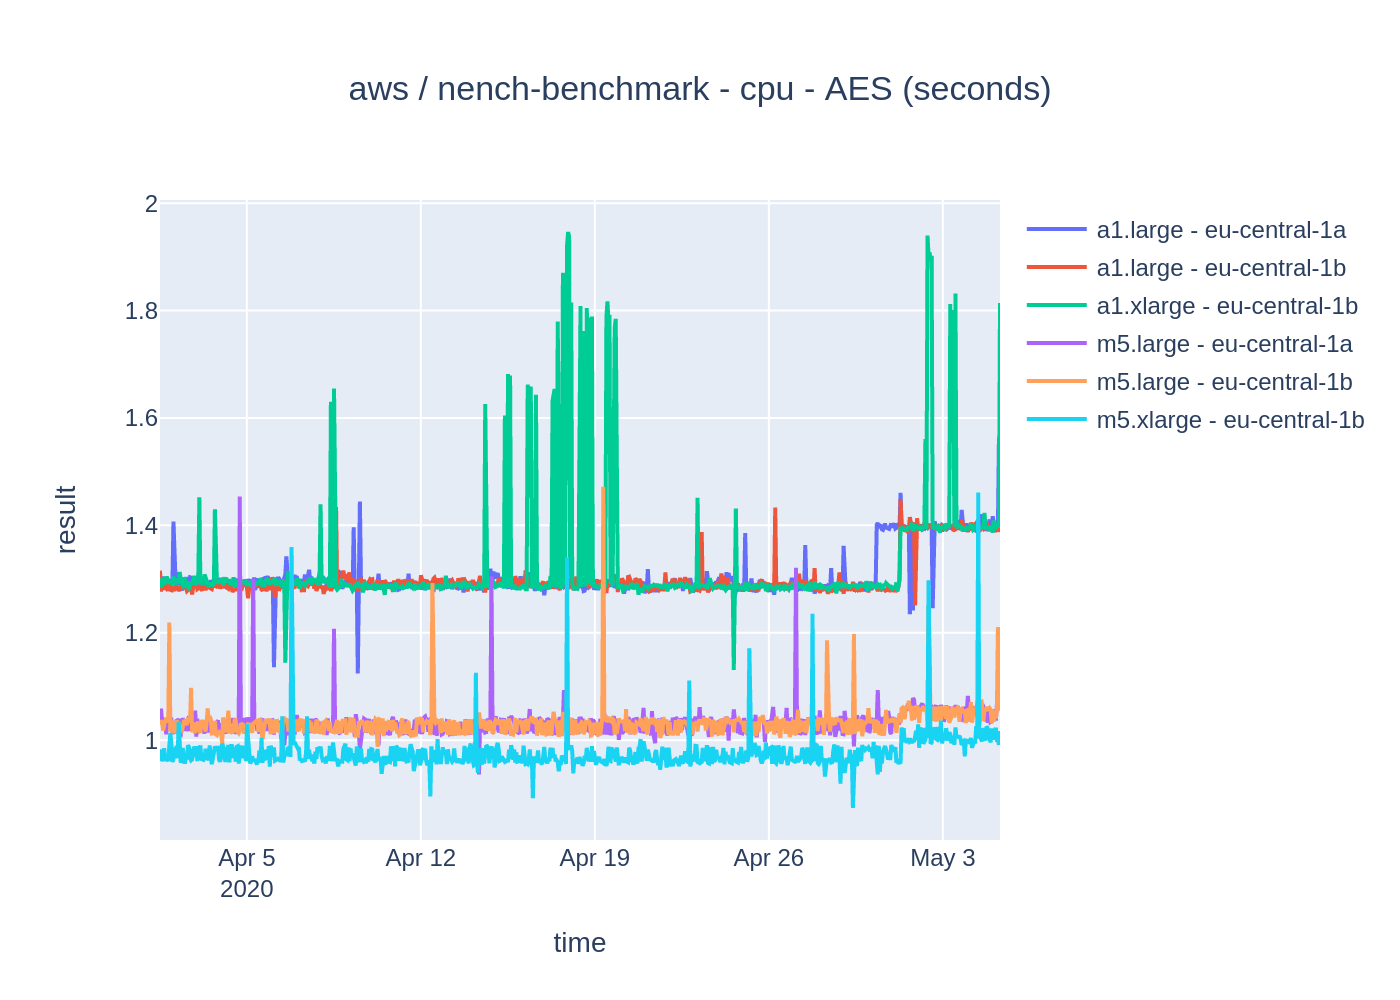 aws / nench-benchmark - cpu - AES (seconds)
2
1.8
1.6
1.4
1.2
1
result
Apr 5
2020
Apr 12
Apr 19
Apr 26
May 3
time
a1.large - eu-central-1a
a1.large - eu-central-1b
a1.xlarge - eu-central-1b
m5.large - eu-central-1a
m5.large - eu-central-1b
m5.xlarge - eu-central-1b